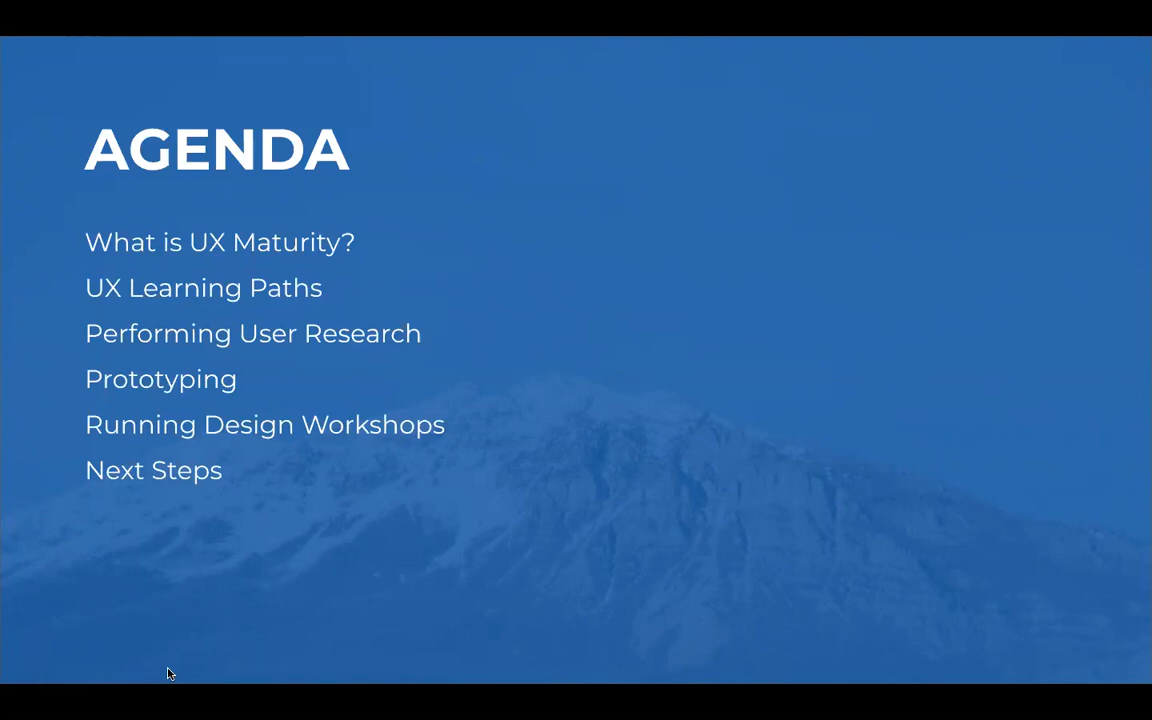 AGENDA
What is UX Maturity?
UX Learning Paths
Performing User Research
Prototyping
Running Design Workshops
Next Steps